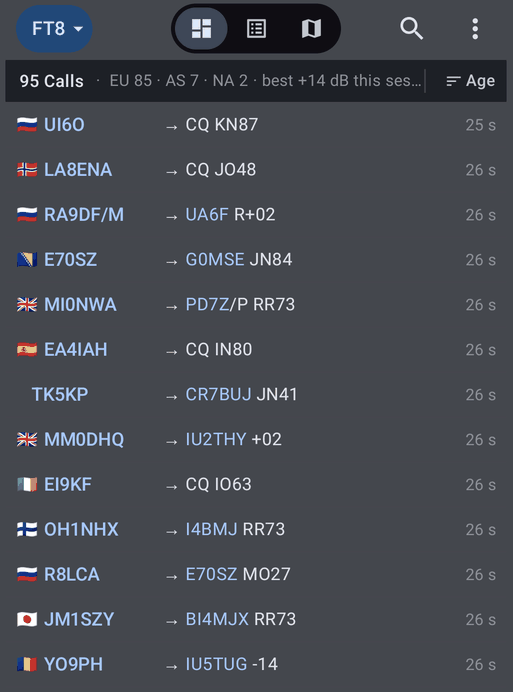 FT8
95 Calls · EU 85 · AS 7 · NA 2 · best +14 dB this ses… Age
UI6O → CQ KN87 25 s
LA8ENA → CQ JO48 26 s
RA9DF/M → UA6F R+02 26 s
E70SZ → G0MSE JN84 26 s
MI0NWA → PD7Z/P RR73 26 s
EA4IAH → CQ IN80 26 s
TK5KP → CR7BUJ JN41 26 s
MM0DHQ → IU2THY +02 26 s
EI9KF → CQ IO63 26 s
OH1NHX → I4BMJ RR73 26 s
R8LCA → E70SZ MO27 26 s
JM1SZY → BI4MJX RR73 26 s
YO9PH → IU5TUG -14 26 s